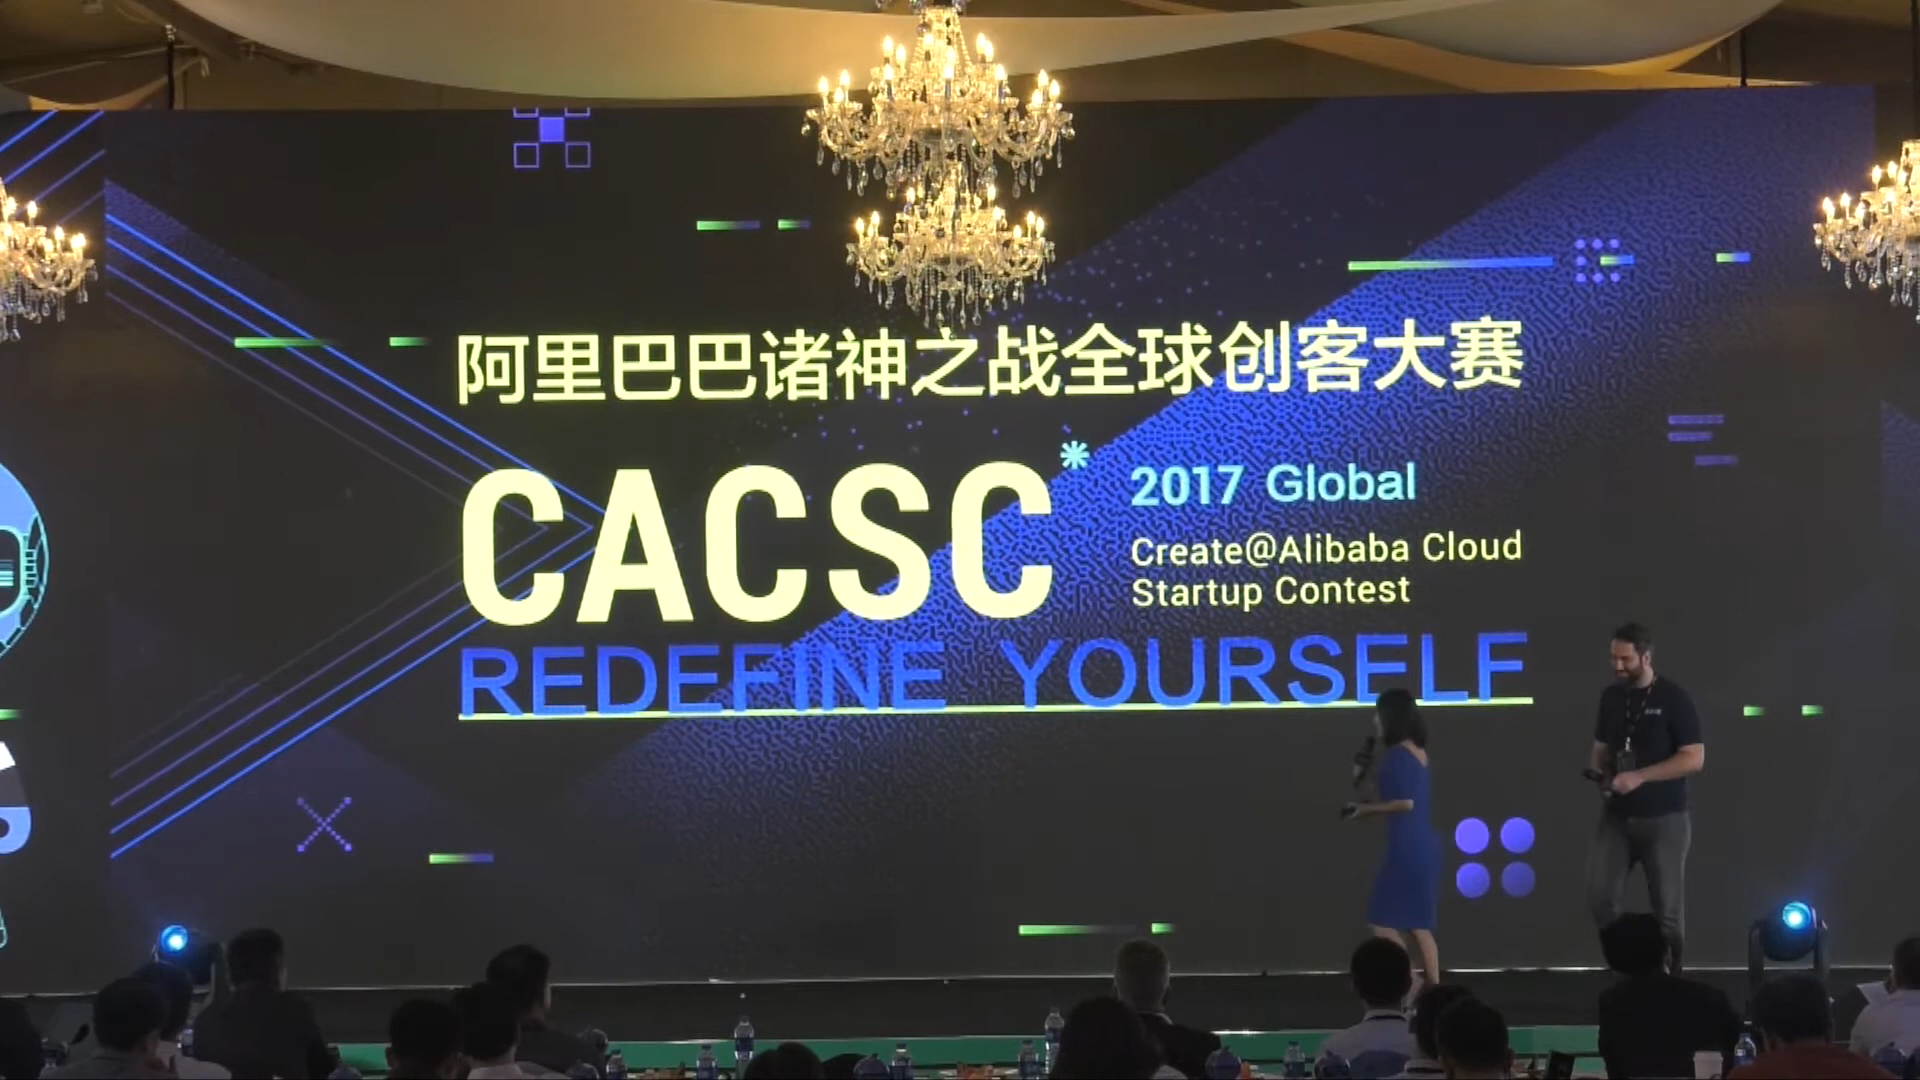 阿里巴巴诸神之战全球创客大赛
CACSC*
2017 Global
Create@Alibaba Cloud
Startup Contest
REDEFINE YOURSELF